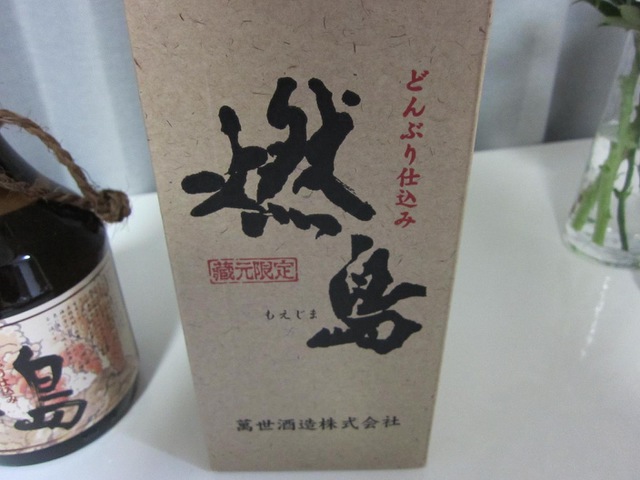 どんぶり仕込み
燃島
蔵元限定
もえじま
萬世酒造株式会社
島